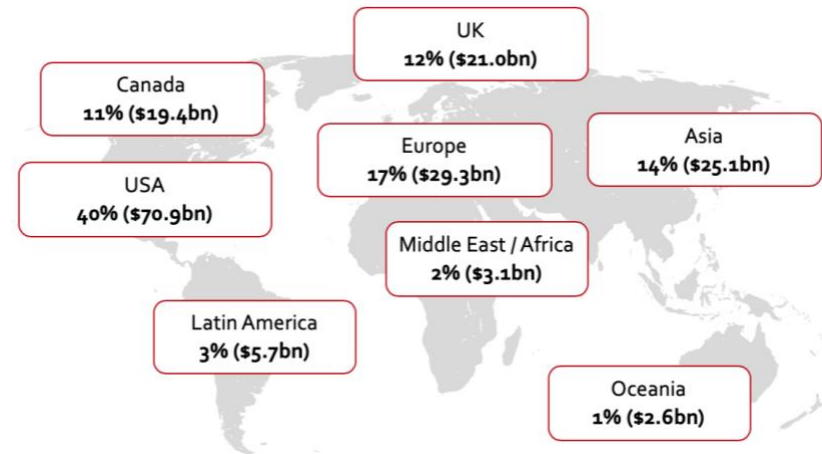 UK
12% ($21.0bn)
Canada
11% ($19.4bn)
Europe
17% ($29.3bn)
Asia
14% ($25.1bn)
USA
40% ($70.9bn)
Middle East / Africa
2% ($3.1bn)
Latin America
3% ($5.7bn)
Oceania
1% ($2.6bn)